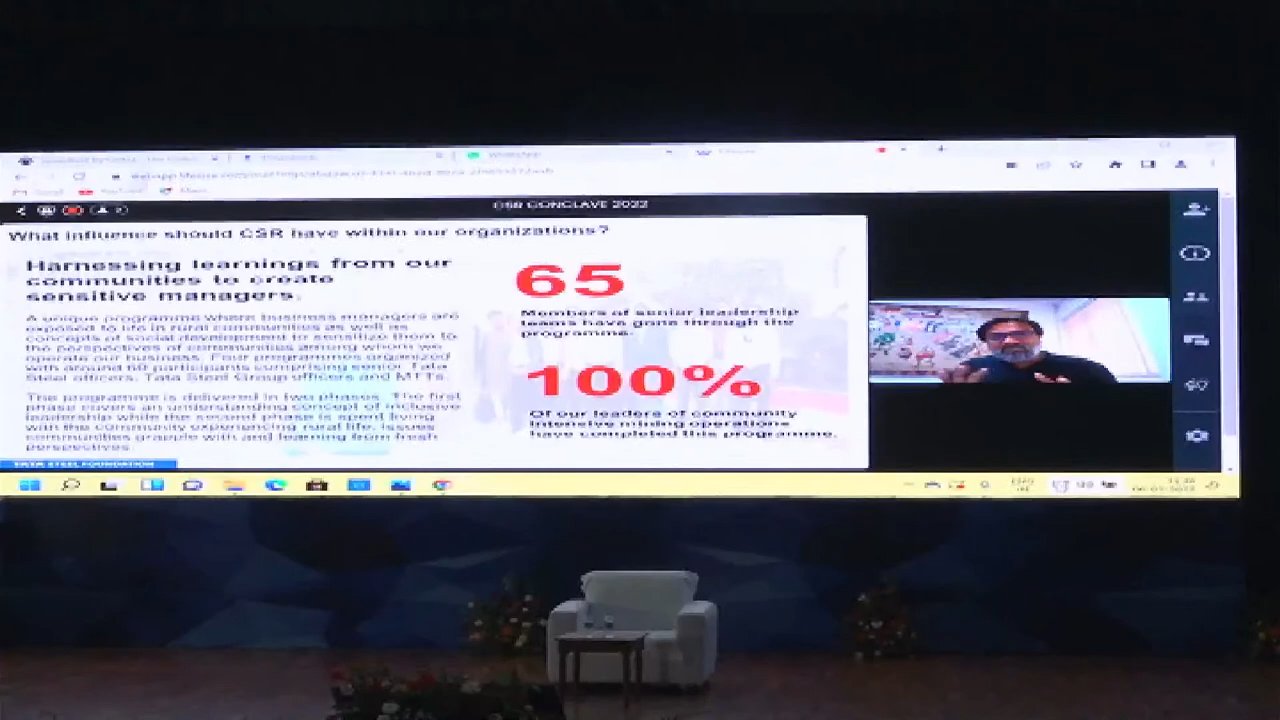 WhatsApp
Gmail YouTube Maps
CSR CONCLAVE 2022
What influence should CSR have within our organizations?
Harnessing learnings from our
communities to create
sensitive managers.
A unique programme where business managers are
exposed to life in rural communities as well as
concepts of social development to sensitize them to
the perspectives of communities among whom we
operate our business. Four programmes organized
with around 60 participants comprising senior Tata
Steel officers, Tata Steel Group officers and MTTs.
The programme is delivered in two phases. The first
phase covers an understanding concept of inclusive
leadership while the second phase is spend living
with the community experiencing rural life, issues
communities grapple with and learning from fresh
perspectives.
65
Members of senior leadership
teams have gone through the
programme.
100%
Of our leaders of community
intensive mining operations
have completed this programme.
TATA STEEL FOUNDATION